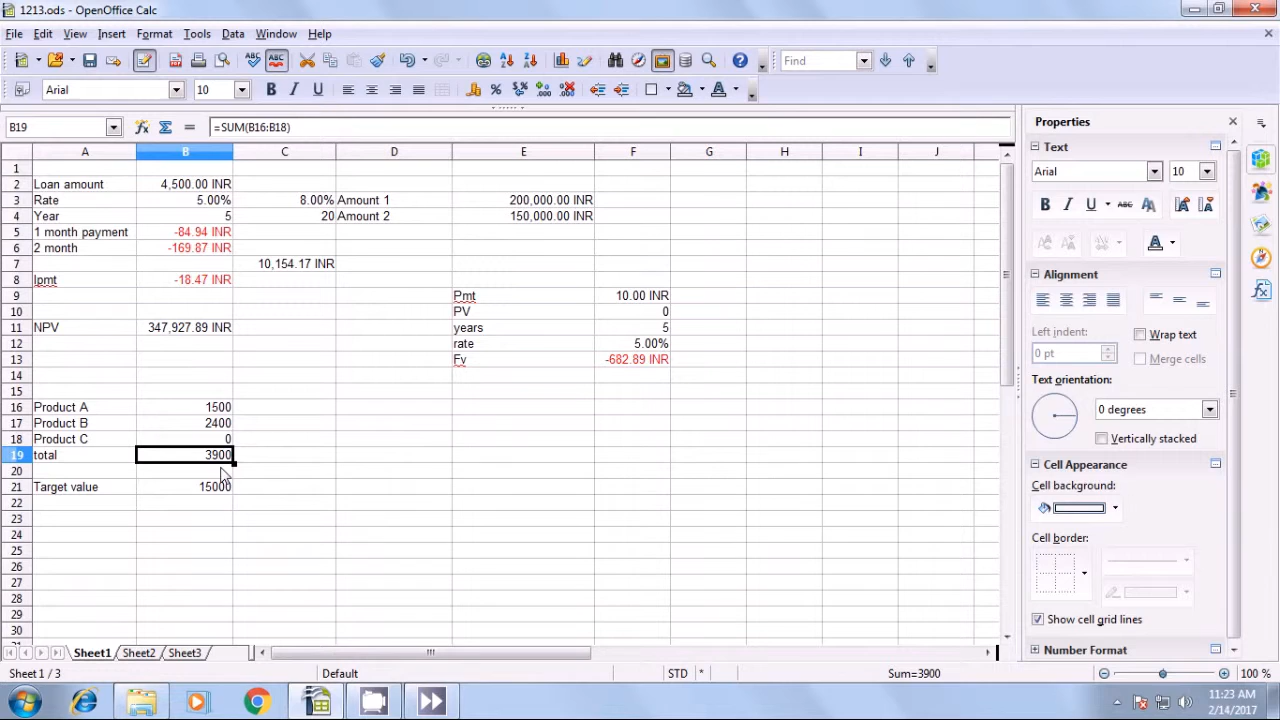 1213.ods - OpenOffice Calc
File Edit View Insert Format Tools Data Window Help
Find
Arial 10
B19 =SUM(B16:B18)
A B C D E F G H I J
1
2 Loan amount 4,500.00 INR
3 Rate 5.00% 8.00% Amount 1 200,000.00 INR
4 Year 5 20 Amount 2 150,000.00 INR
5 1 month payment -84.94 INR
6 2 month -169.87 INR
7 10,154.17 INR
8 Ipmt -18.47 INR
9 Pmt 10.00 INR
10 PV 0
11 NPV 347,927.89 INR years 5
12 rate 5.00%
13 Fv -682.89 INR
14
15
16 Product A 1500
17 Product B 2400
18 Product C 0
19 total 3900
20
21 Target value 15000
22
23
24
25
26
27
28
29
30
Properties
Text
Arial 10
Alignment
Left indent: Wrap text
0 pt Merge cells
Text orientation:
0 degrees
Vertically stacked
Cell Appearance
Cell background:
Cell border:
Show cell grid lines
Number Format
Sheet1 Sheet2 Sheet3
Sheet 1 / 3 Default STD * Sum=3900 100 %
11:23 AM
2/14/2017